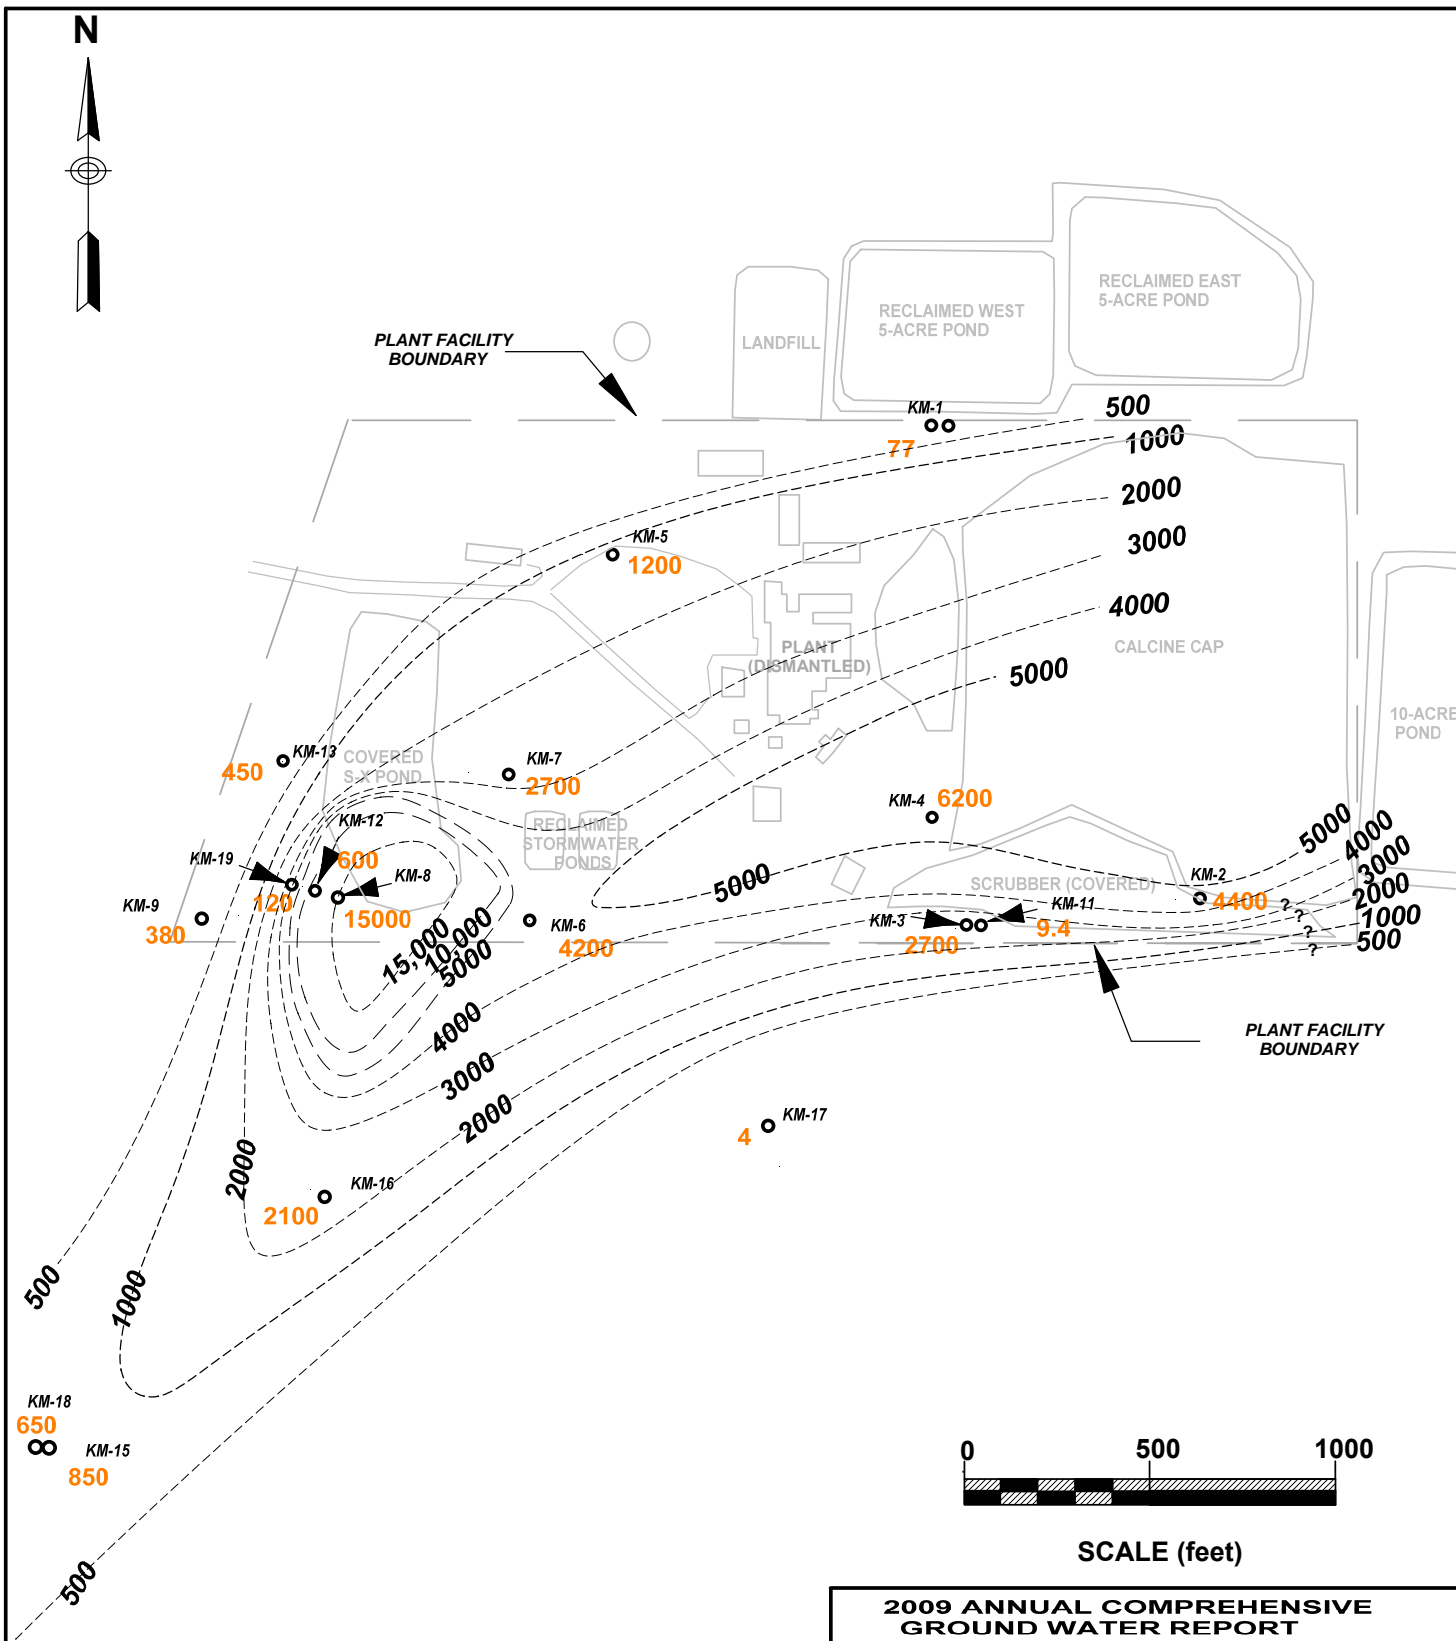 N
PLANT FACILITY
BOUNDARY
LANDFILL
RECLAIMED WEST
5-ACRE POND
RECLAIMED EAST
5-ACRE POND
KM-1
77
500
1000
2000
3000
4000
5000
KM-5
1200
PLANT
(DISMANTLED)
CALCINE CAP
10-ACRE
POND
KM-13
450
COVERED
S-X POND
KM-7
2700
KM-4
6200
RECLAIMED
STORMWATER
PONDS
KM-12
600
KM-19
120
KM-8
15000
KM-9
380
KM-6
4200
15,000
10,000
5000
4000
3000
2000
5000
SCRUBBER (COVERED)
KM-2
4400
KM-11
9.4
KM-3
2700
5000
4000
3000
2000
1000
500
?
?
?
?
PLANT FACILITY
BOUNDARY
KM-17
4
2000
KM-16
2100
500
1000
KM-18
650
KM-15
850
500
0 500 1000
SCALE (feet)
2009 ANNUAL COMPREHENSIVE
GROUND WATER REPORT